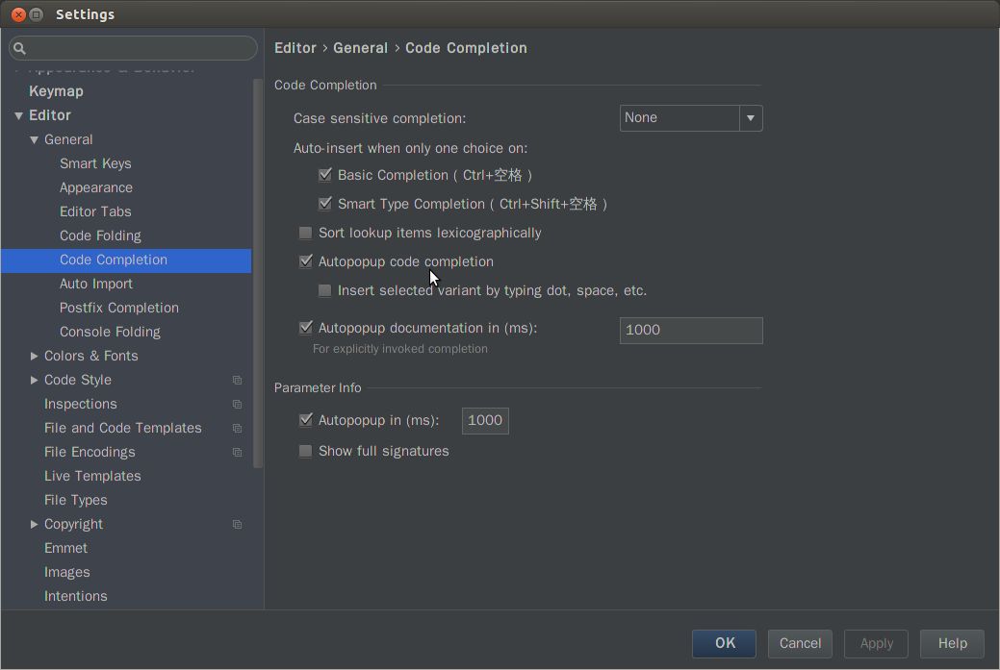 Settings
Keymap
Editor
General
Smart Keys
Appearance
Editor Tabs
Code Folding
Code Completion
Auto Import
Postfix Completion
Console Folding
Colors & Fonts
Code Style
Inspections
File and Code Templates
File Encodings
Live Templates
File Types
Copyright
Emmet
Images
Intentions
Editor › General › Code Completion
Code Completion
Case sensitive completion: None
Auto-insert when only one choice on:
Basic Completion ( Ctrl+空格 )
Smart Type Completion ( Ctrl+Shift+空格 )
Sort lookup items lexicographically
Autopopup code completion
Insert selected variant by typing dot, space, etc.
Autopopup documentation in (ms): 1000
For explicitly invoked completion
Parameter Info
Autopopup in (ms): 1000
Show full signatures
OK Cancel Apply Help